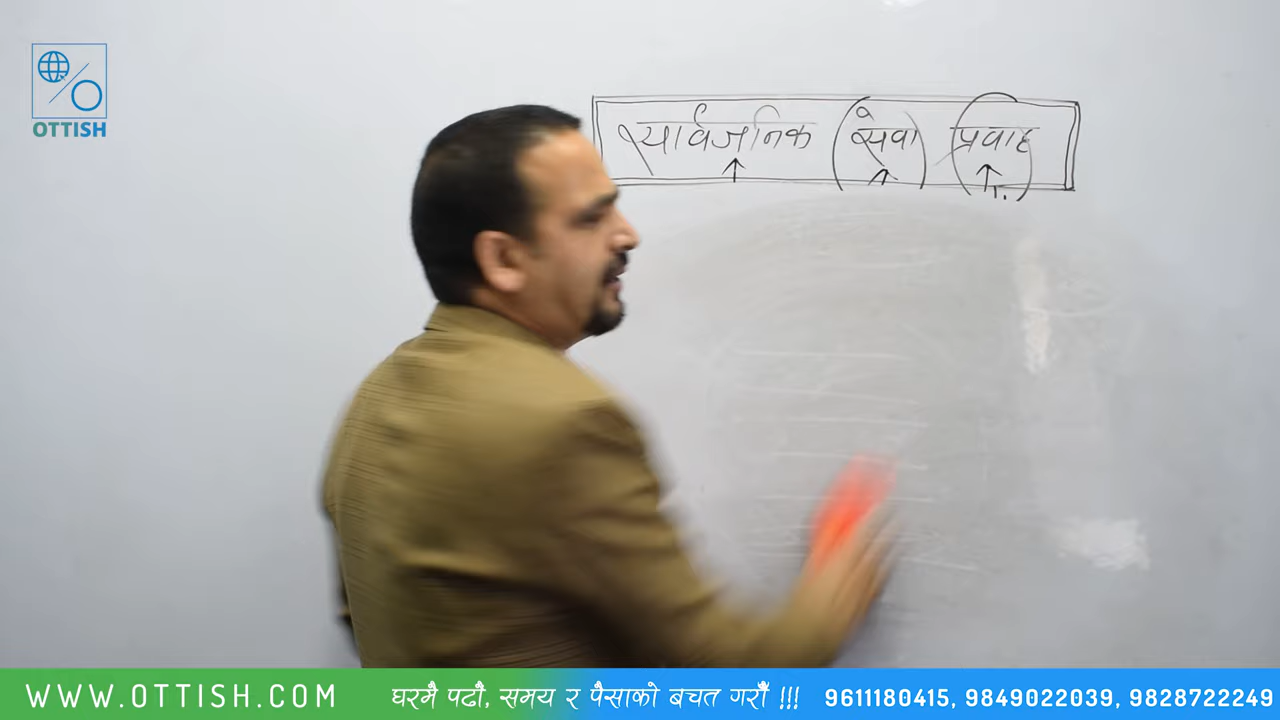 OTTISH
सार्वजनिक (सेवा) (प्रवाह)
WWW.OTTISH.COM घरमै पढौं, समय र पैसाको बचत गरौं !!! 9611180415, 9849022039, 9828722249